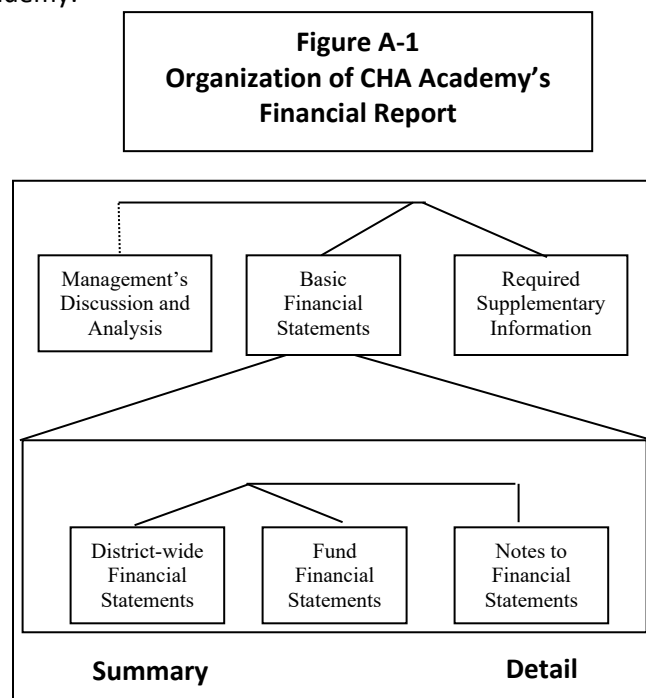 Figure A-1
Organization of CHA Academy’s
Financial Report
Management’s
Discussion and
Analysis
Basic
Financial
Statements
Required
Supplementary
Information
District-wide
Financial
Statements
Fund
Financial
Statements
Notes to
Financial
Statements
Summary
Detail